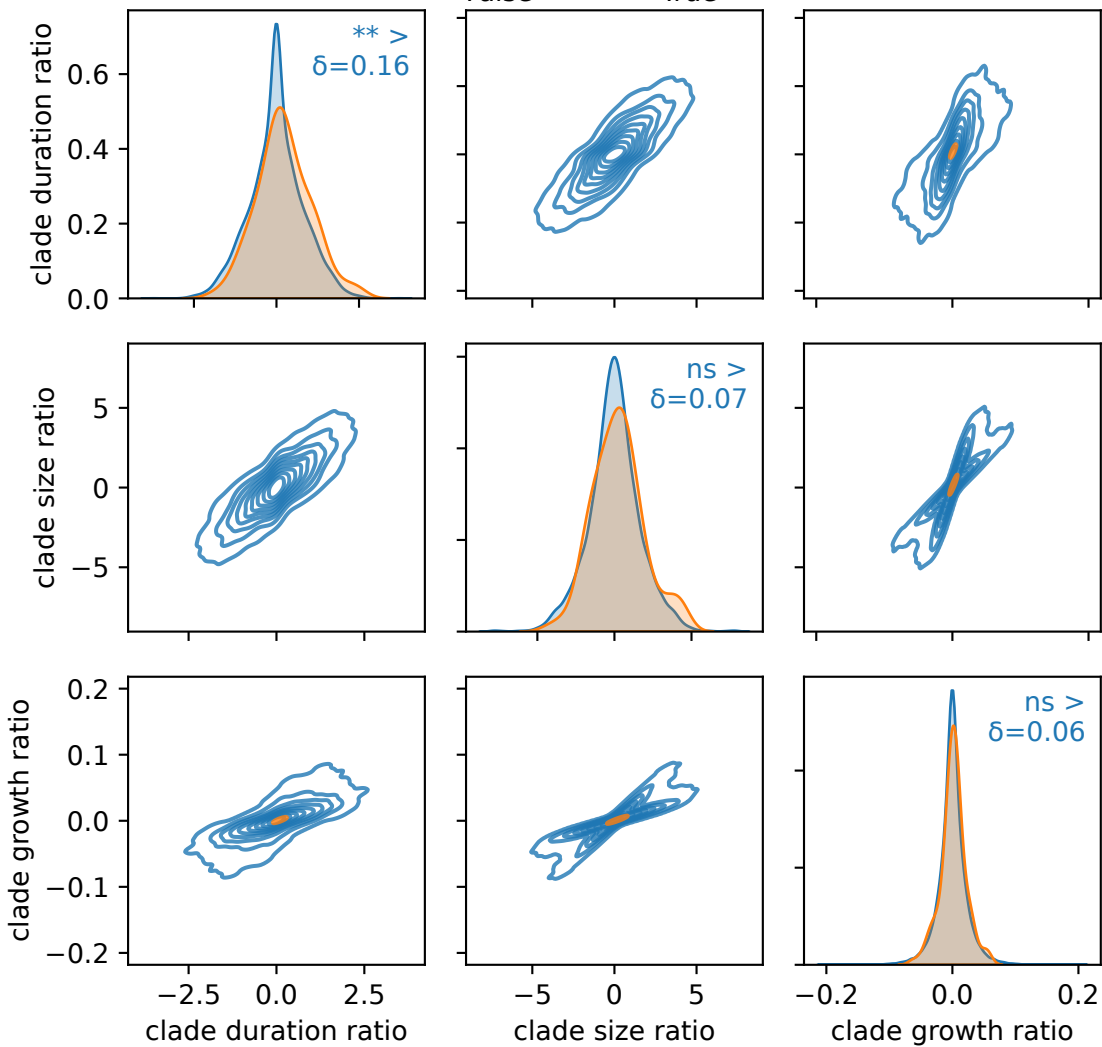 clade duration ratio
0.6
0.4
0.2
0.0
** >
δ=0.16
clade size ratio
5
0
−5
ns >
δ=0.07
clade growth ratio
0.2
0.1
0.0
−0.1
−0.2
ns >
δ=0.06
−2.5 0.0 2.5
−5 0 5
−0.2 0.0 0.2
clade duration ratio
clade size ratio
clade growth ratio